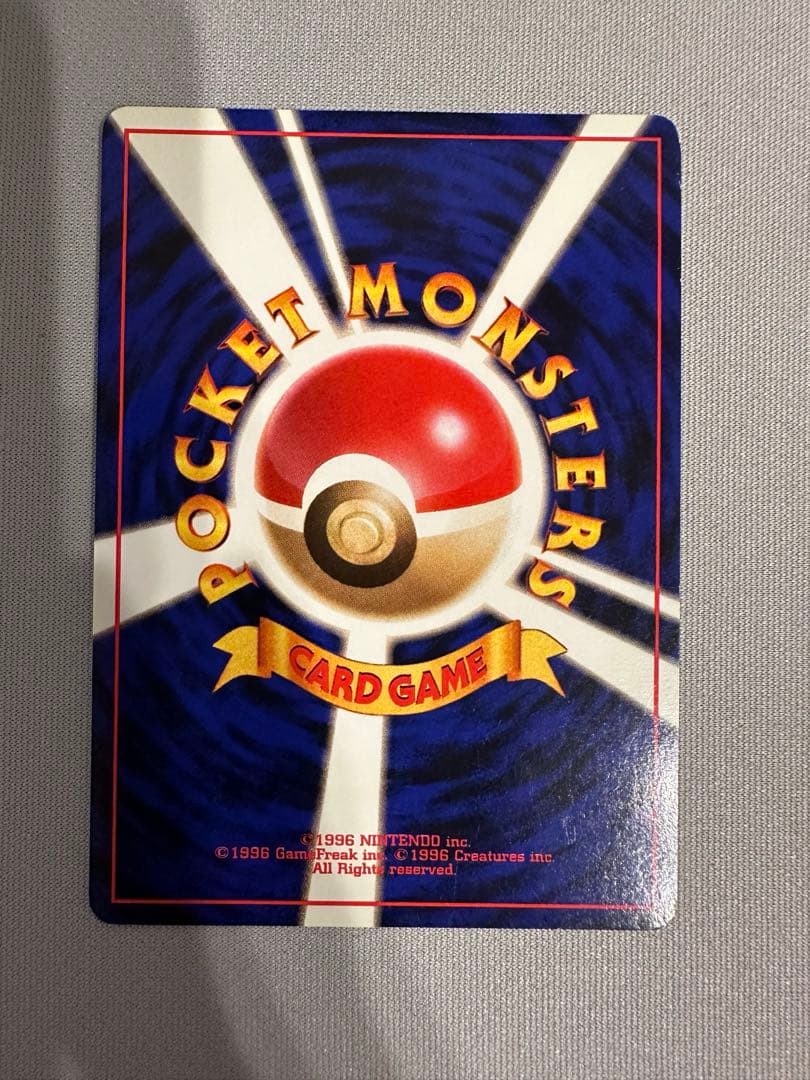 POCKET MONSTERS
CARD GAME
©1996 NINTENDO inc.
©1996 GameFreak inc. ©1996 Creatures inc.
All Rights reserved.